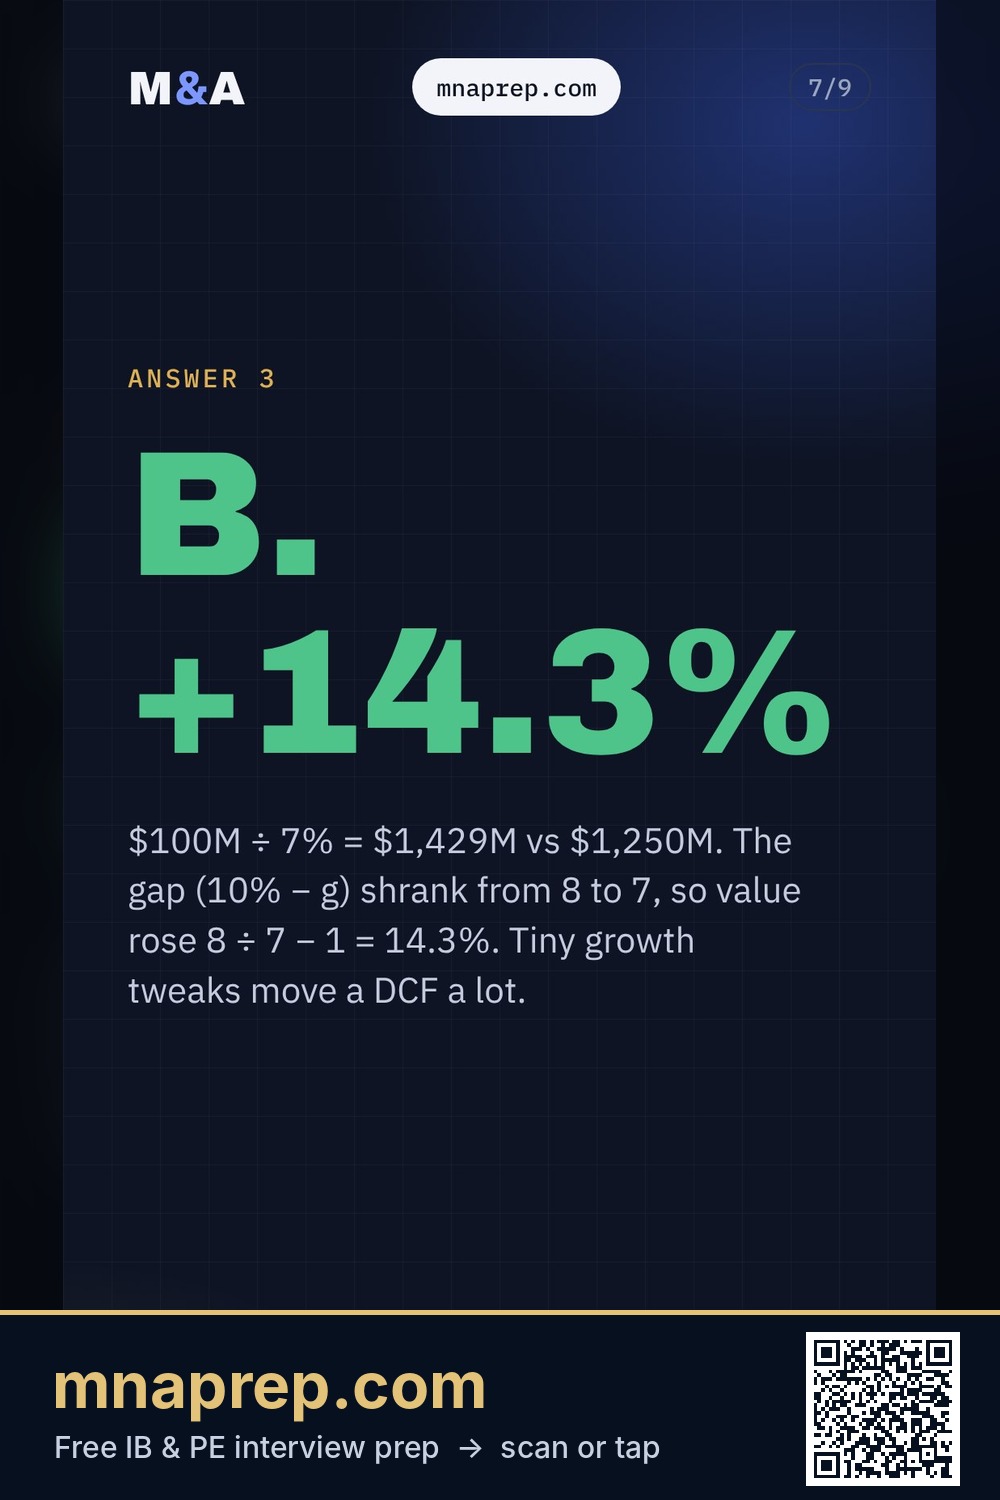 M&A
mnaprep.com
7/9
ANSWER 3
B.
+14.3%
$100M ÷ 7% = $1,429M vs $1,250M. The
gap (10% – g) shrank from 8 to 7, so value
rose 8 ÷ 7 – 1 = 14.3%. Tiny growth
tweaks move a DCF a lot.
mnaprep.com
Free IB & PE interview prep → scan or tap